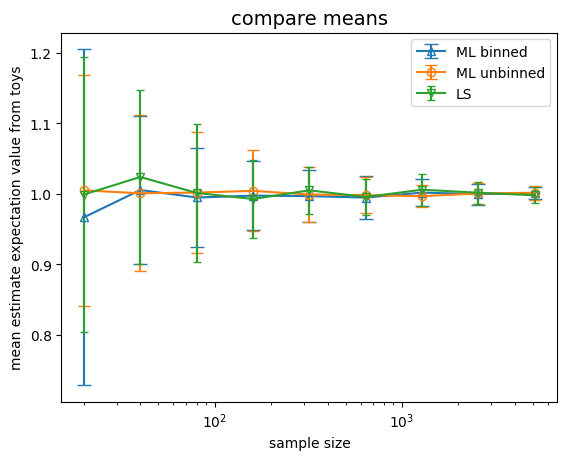 compare means
ML binned
ML unbinned
LS
mean estimate expectation value from toys
1.2
1.1
1.0
0.9
0.8
10²
10³
sample size